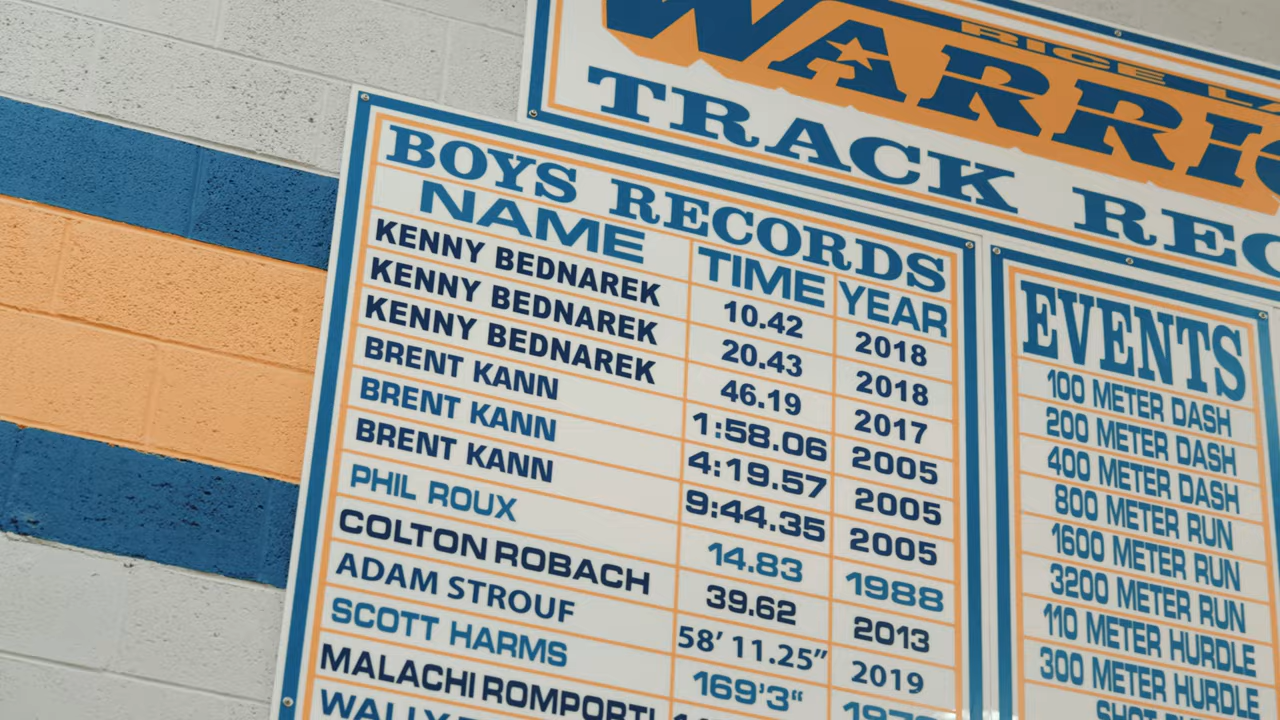 RICE
WARRI
TRACK REC
BOYS RECORDS
NAME TIME YEAR
KENNY BEDNAREK 10.42 2018
KENNY BEDNAREK 20.43 2018
KENNY BEDNAREK 46.19 2017
BRENT KANN 1:58.06 2005
BRENT KANN 4:19.57 2005
BRENT KANN 9:44.35 2005
PHIL ROUX 14.83 1988
COLTON ROBACH 39.62 2013
ADAM STROUF 58' 11.25" 2019
SCOTT HARMS 169'3"
MALACHI
WALLY
EVENTS
100 METER DASH
200 METER DASH
400 METER DASH
800 METER RUN
1600 METER RUN
3200 METER RUN
110 METER HURDLE
300 METER HURDLE